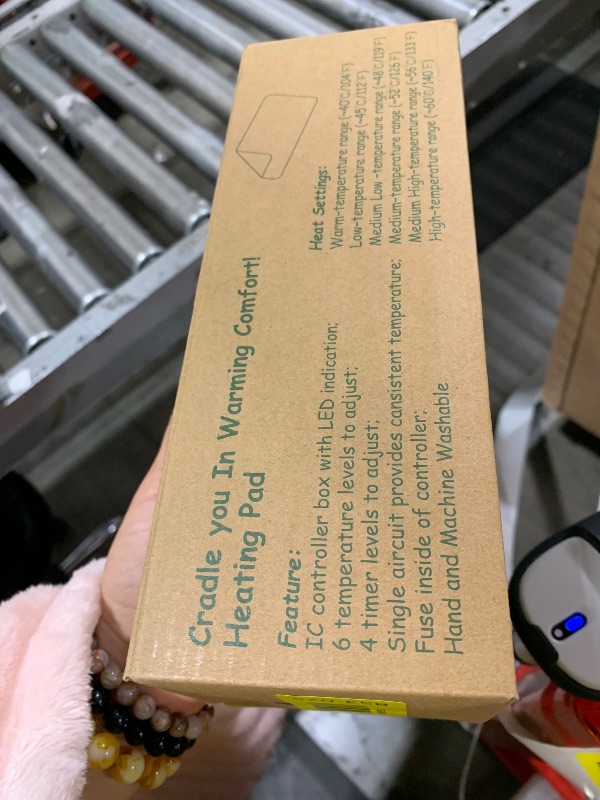 Cradle you In Warming Comfort!
Heating Pad
Feature:
IC controller box with LED indication;
6 temperature levels to adjust;
4 timer levels to adjust;
Single aircuit provides cansistent temperature;
Fuse inside of controller;
Hand and Machine Washable
Heat Settings:
Warm-temperature range (~40°C/104°F)
Low-temperature range (~45°C/112°F)
Medium Low -temperature range (~48°C/119°F)
Medium-temperature range (~52°C/126°F)
Medium High-temperature range (~56°C/133°F)
High-temperature range (~60°C/140°F)